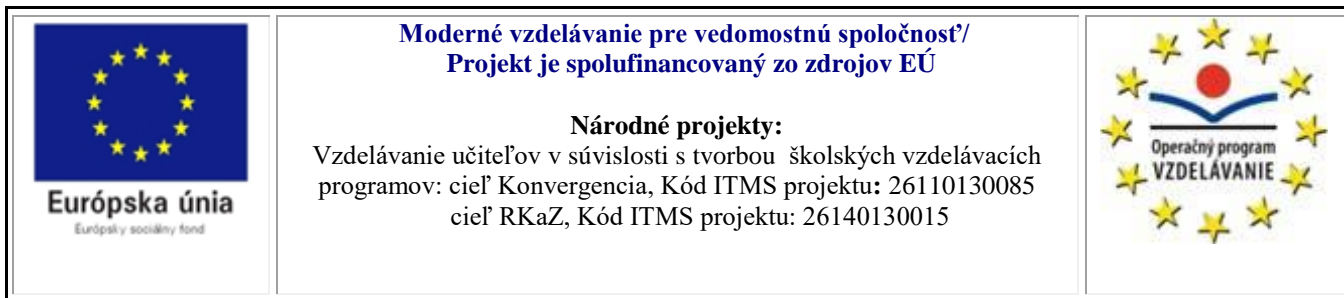 Európska únia
Európsky sociálny fond
Moderné vzdelávanie pre vedomostnú spoločnosť/
Projekt je spolufinancovaný zo zdrojov EÚ
Národné projekty:
Vzdelávanie učiteľov v súvislosti s tvorbou školských vzdelávacích
programov: cieľ Konvergencia, Kód ITMS projektu: 26110130085
cieľ RKaZ, Kód ITMS projektu: 26140130015
Operačný program
VZDELÁVANIE